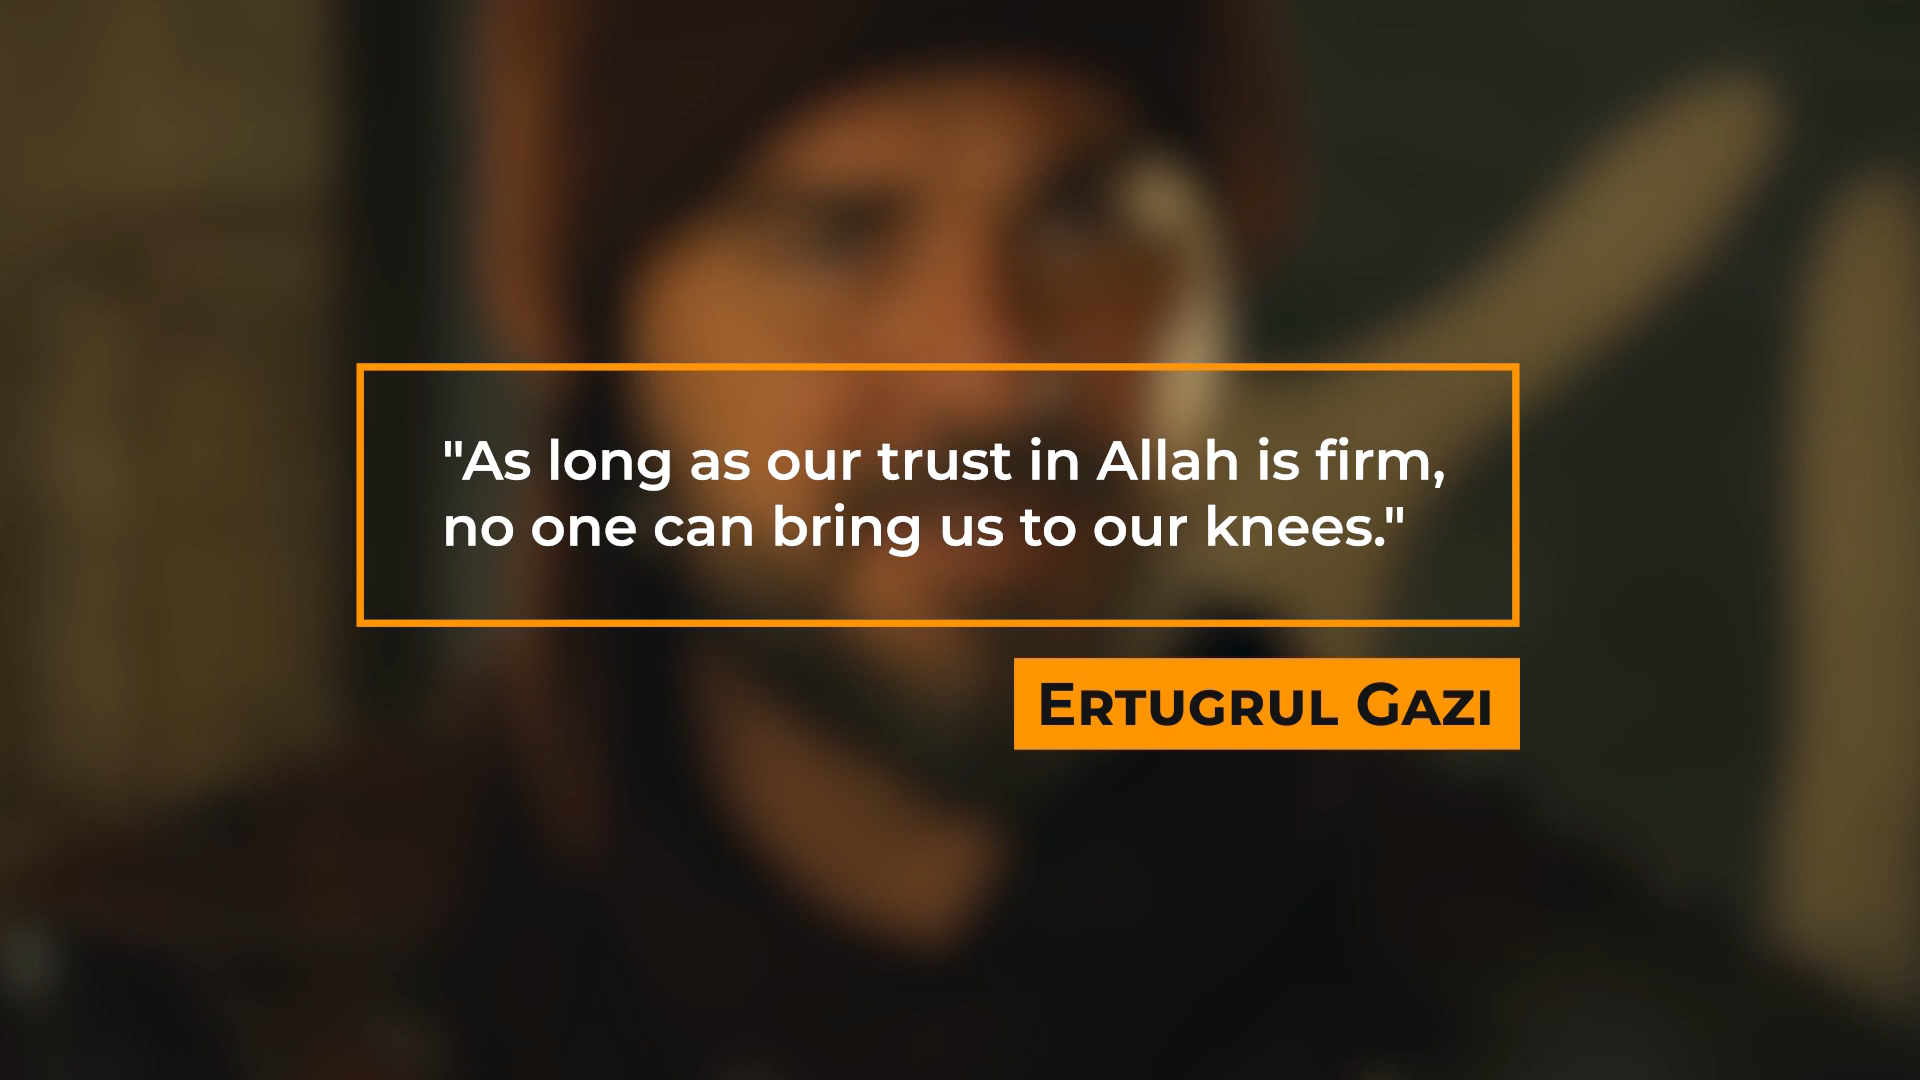 "As long as our trust in Allah is firm,
no one can bring us to our knees."
Ertugrul Gazi